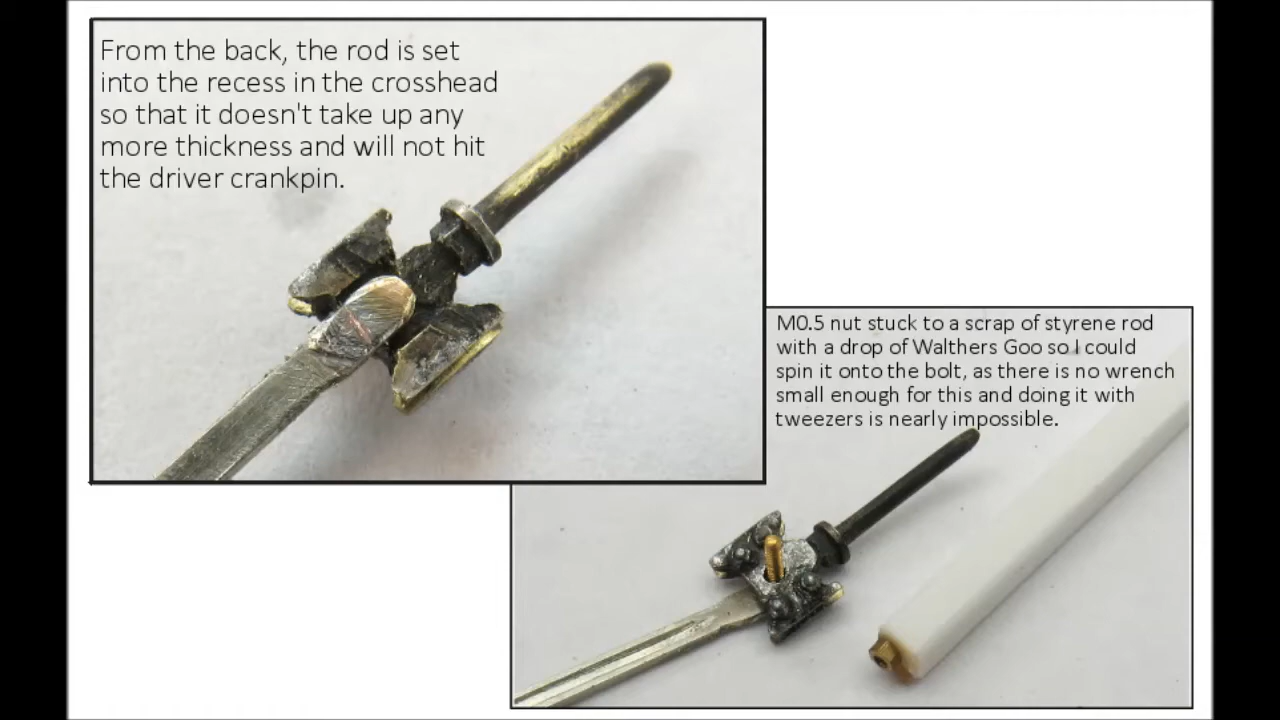 From the back, the rod is set
into the recess in the crosshead
so that it doesn't take up any
more thickness and will not hit
the driver crankpin.
M0.5 nut stuck to a scrap of styrene rod
with a drop of Walthers Goo so I could
spin it onto the bolt, as there is no wrench
small enough for this and doing it with
tweezers is nearly impossible.